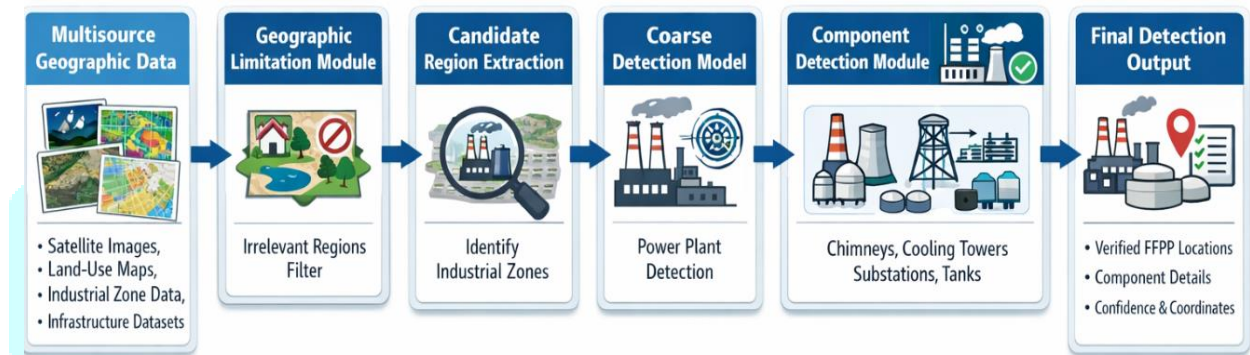 Multisource
Geographic Data
• Satellite Images,
• Land-Use Maps,
• Industrial Zone Data,
• Infrastructure Datasets
Geographic
Limitation Module
Irrelevant Regions
Filter
Candidate
Region Extraction
Identify
Industrial Zones
Coarse
Detection Model
Power Plant
Detection
Component
Detection Module
Chimneys, Cooling Towers
Substations, Tanks
Final Detection
Output
• Verified FFPP Locations
• Component Details
• Confidence & Coordinates